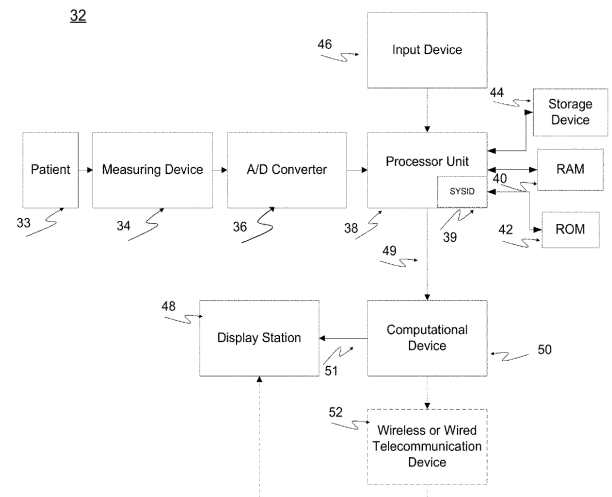 32
46
Input Device
44
Storage
Device
Patient
Measuring Device
A/D Converter
Processor Unit
SYSID
40
RAM
33
34
36
38
39
42
ROM
49
48
Display Station
Computational
Device
51
50
52
Wireless or Wired
Telecommunication
Device